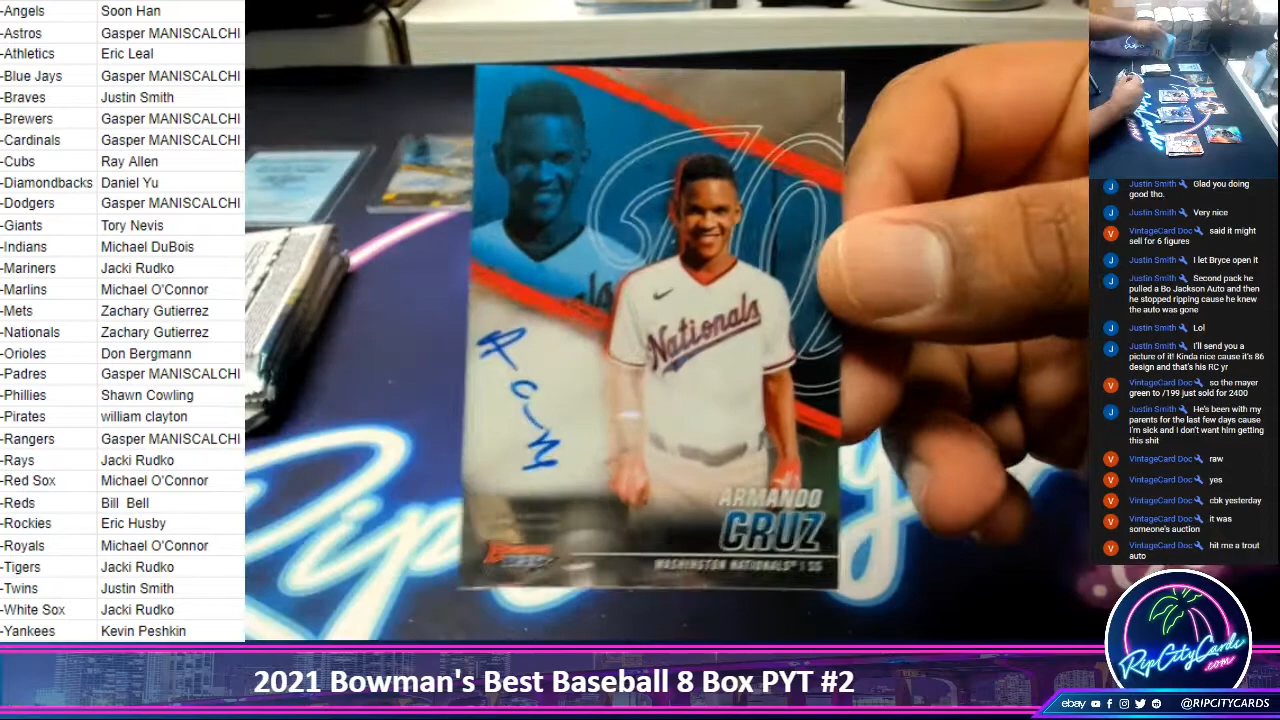 -Angels Soon Han
-Astros Gasper MANISCALCHI
-Athletics Eric Leal
-Blue Jays Gasper MANISCALCHI
-Braves Justin Smith
-Brewers Gasper MANISCALCHI
-Cardinals Gasper MANISCALCHI
-Cubs Ray Allen
-Diamondbacks Daniel Yu
-Dodgers Gasper MANISCALCHI
-Giants Tory Nevis
-Indians Michael DuBois
-Mariners Jacki Rudko
-Marlins Michael O'Connor
-Mets Zachary Gutierrez
-Nationals Zachary Gutierrez
-Orioles Don Bergmann
-Padres Gasper MANISCALCHI
-Phillies Shawn Cowling
-Pirates william clayton
-Rangers Gasper MANISCALCHI
-Rays Jacki Rudko
-Red Sox Michael O'Connor
-Reds Bill Bell
-Rockies Eric Husby
-Royals Michael O'Connor
-Tigers Jacki Rudko
-Twins Justin Smith
-White Sox Jacki Rudko
-Yankees Kevin Peshkin
Nationals
ARMANDO
CRUZ
WASHINGTON NATIONALS® | SS
J Justin Smith Glad you doing
good tho.
J Justin Smith Very nice
V VintageCard Doc said it might
sell for 6 figures
J Justin Smith I let Bryce open it
J Justin Smith Second pack he
pulled a Bo Jackson Auto and then
he stopped ripping cause he knew
the auto was gone
J Justin Smith Lol
J Justin Smith I'll send you a
picture of it! Kinda nice cause it's 86
design and that's his RC yr
V VintageCard Doc so the mayer
green to /199 just sold for 2400
J Justin Smith He's been with my
parents for the last few days cause
I'm sick and I don't want him getting
this shit
V VintageCard Doc raw
V VintageCard Doc yes
V VintageCard Doc cbk yesterday
V VintageCard Doc it was
someone's auction
V VintageCard Doc hit me a trout
auto
RipCityCards
.com
2021 Bowman's Best Baseball 8 Box PYT #2
ebay @RIPCITYCARDS